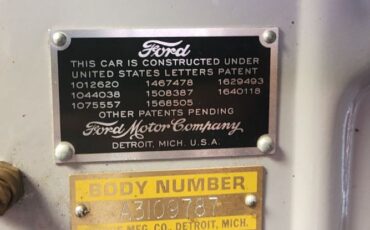 Ford
THIS CAR IS CONSTRUCTED UNDER
UNITED STATES LETTERS PATENT
1012620 1467478 1629493
1044038 1508387 1640118
1075557 1568505
OTHER PATENTS PENDING
Ford Motor Company
DETROIT, MICH. U.S.A.
BODY NUMBER
A3109787
MFG. CO., DETROIT, MICH.